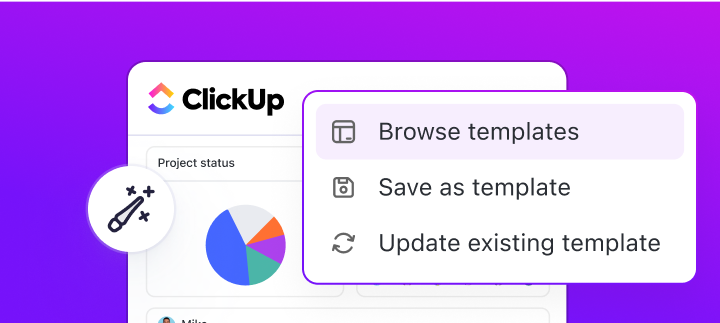 ClickUp
Project status
Browse templates
Save as template
Update existing template